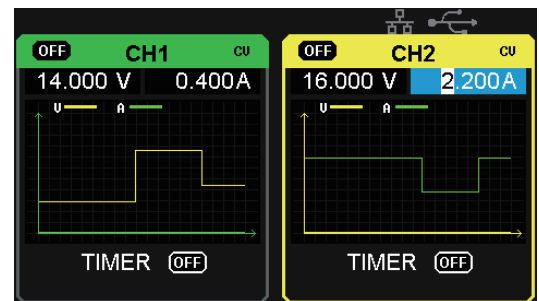 OFF CH1 CV
14.000 V 0.400A
V A
TIMER OFF
OFF CH2 CV
16.000 V 2.200A
V A
TIMER OFF